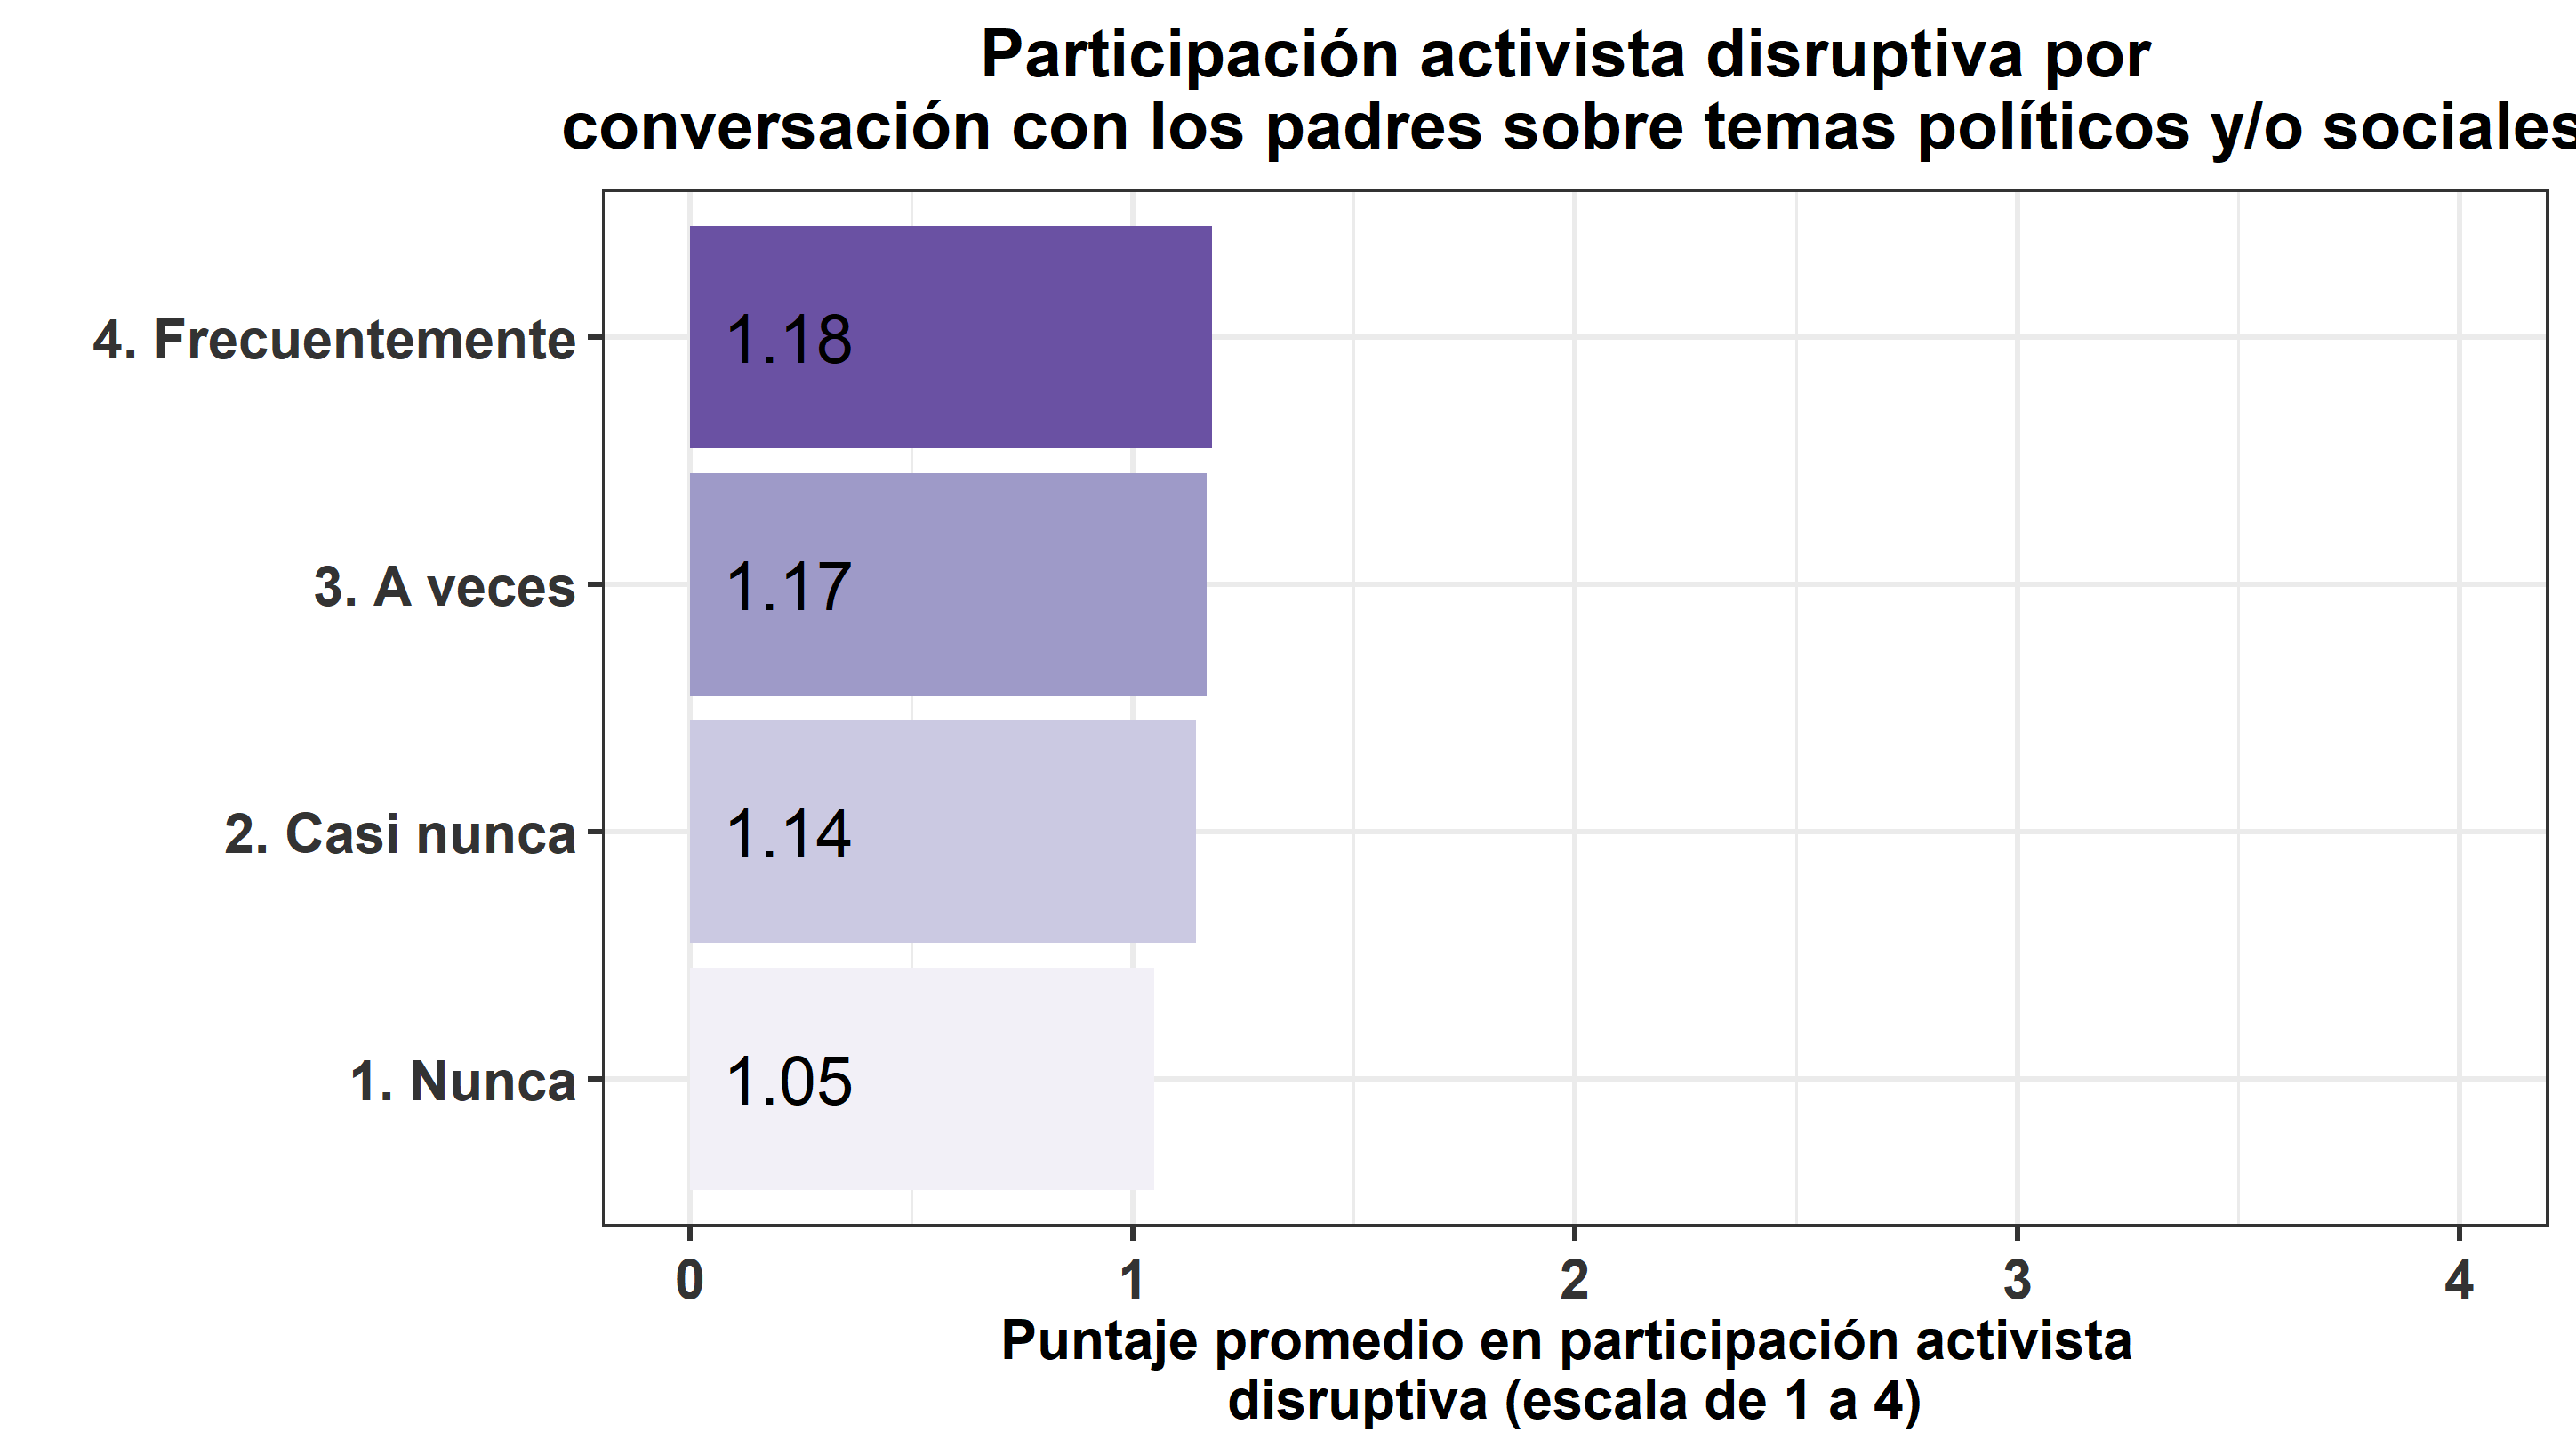 Participación activista disruptiva por
conversación con los padres sobre temas políticos y/o sociales
4. Frecuentemente
1.18
3. A veces
1.17
2. Casi nunca
1.14
1. Nunca
1.05
0 1 2 3 4
Puntaje promedio en participación activista
disruptiva (escala de 1 a 4)